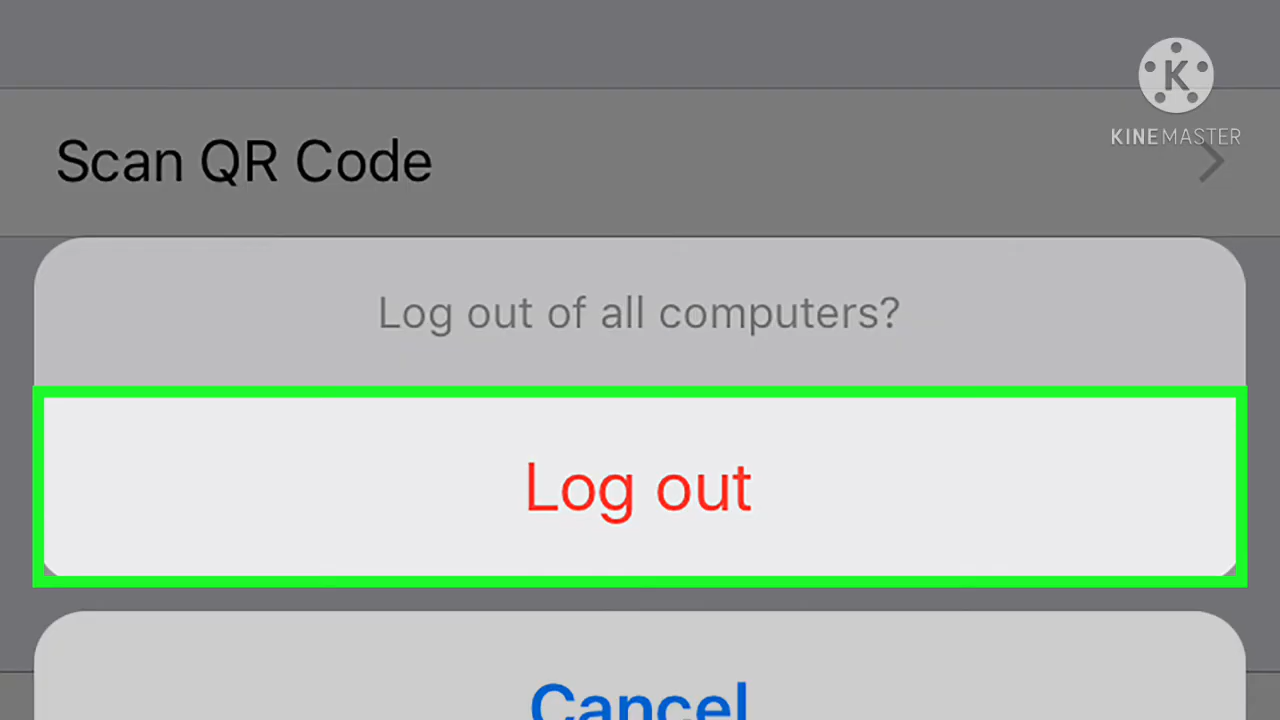 K
KINEMASTER
Scan QR Code
Log out of all computers?
Log out
Cancel